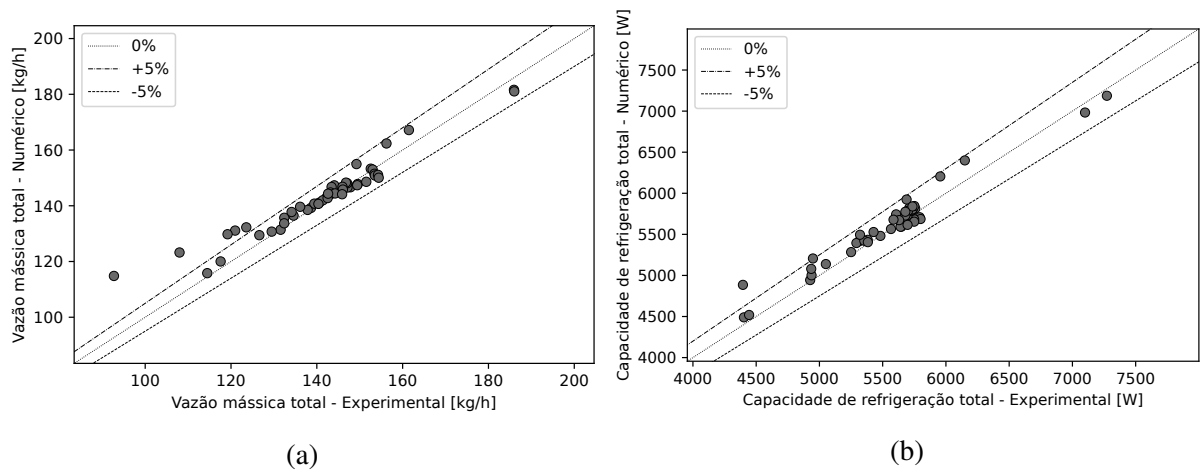 Vazão mássica total - Numérico [kg/h]
200
180
160
140
120
100
0%
+5%
-5%
100 120 140 160 180 200
Vazão mássica total - Experimental [kg/h]
(a)
Capacidade de refrigeração total - Numérico [W]
7500
7000
6500
6000
5500
5000
4500
4000
0%
+5%
-5%
4000 4500 5000 5500 6000 6500 7000 7500
Capacidade de refrigeração total - Experimental [W]
(b)